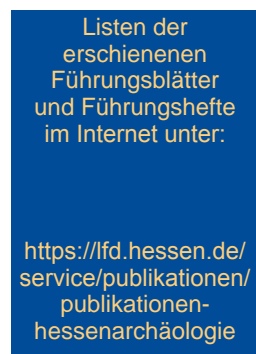 Listen der
erschienenen
Führungsblätter
und Führungshefte
im Internet unter:
https://lfd.hessen.de/
service/publikationen/
publikationen-
hessenarchäologie